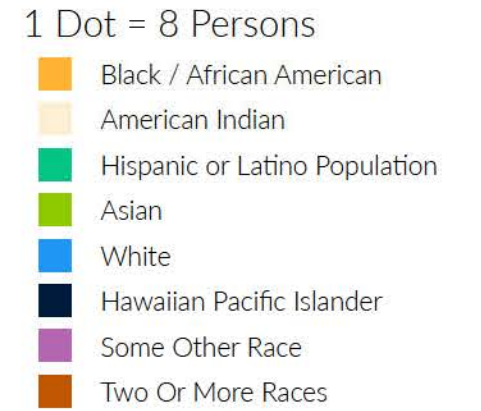 1 Dot = 8 Persons
Black / African American
American Indian
Hispanic or Latino Population
Asian
White
Hawaiian Pacific Islander
Some Other Race
Two Or More Races